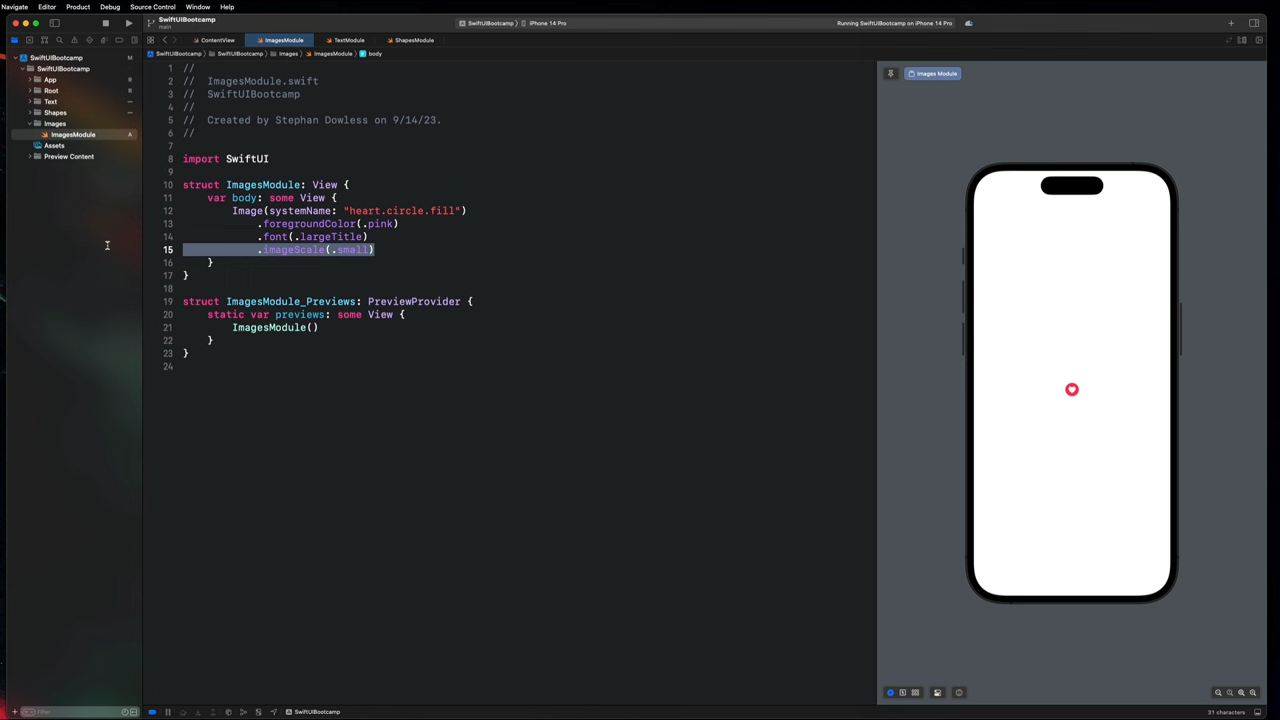 Navigate Editor Product Debug Source Control Window Help
SwiftUIBootcamp
main
SwiftUIBootcamp
iPhone 14 Pro
Running SwiftUIBootcamp on iPhone 14 Pro
ContentView
ImagesModule
TextModule
ShapesModule
SwiftUIBootcamp
SwiftUIBootcamp
Images
ImagesModule
body
SwiftUIBootcamp M
SwiftUIBootcamp
App R
Root R
Text
Shapes
Images
ImagesModule A
Assets
Preview Content
1 //
2 //  ImagesModule.swift
3 //  SwiftUIBootcamp
4 //
5 //  Created by Stephan Dowless on 9/14/23.
6 //
7
8 import SwiftUI
9
10 struct ImagesModule: View {
11     var body: some View {
12         Image(systemName: "heart.circle.fill")
13             .foregroundColor(.pink)
14             .font(.largeTitle)
15             .imageScale(.small)
16     }
17 }
18
19 struct ImagesModule_Previews: PreviewProvider {
20     static var previews: some View {
21         ImagesModule()
22     }
23 }
24
Images Module
Filter
SwiftUIBootcamp
31 characters